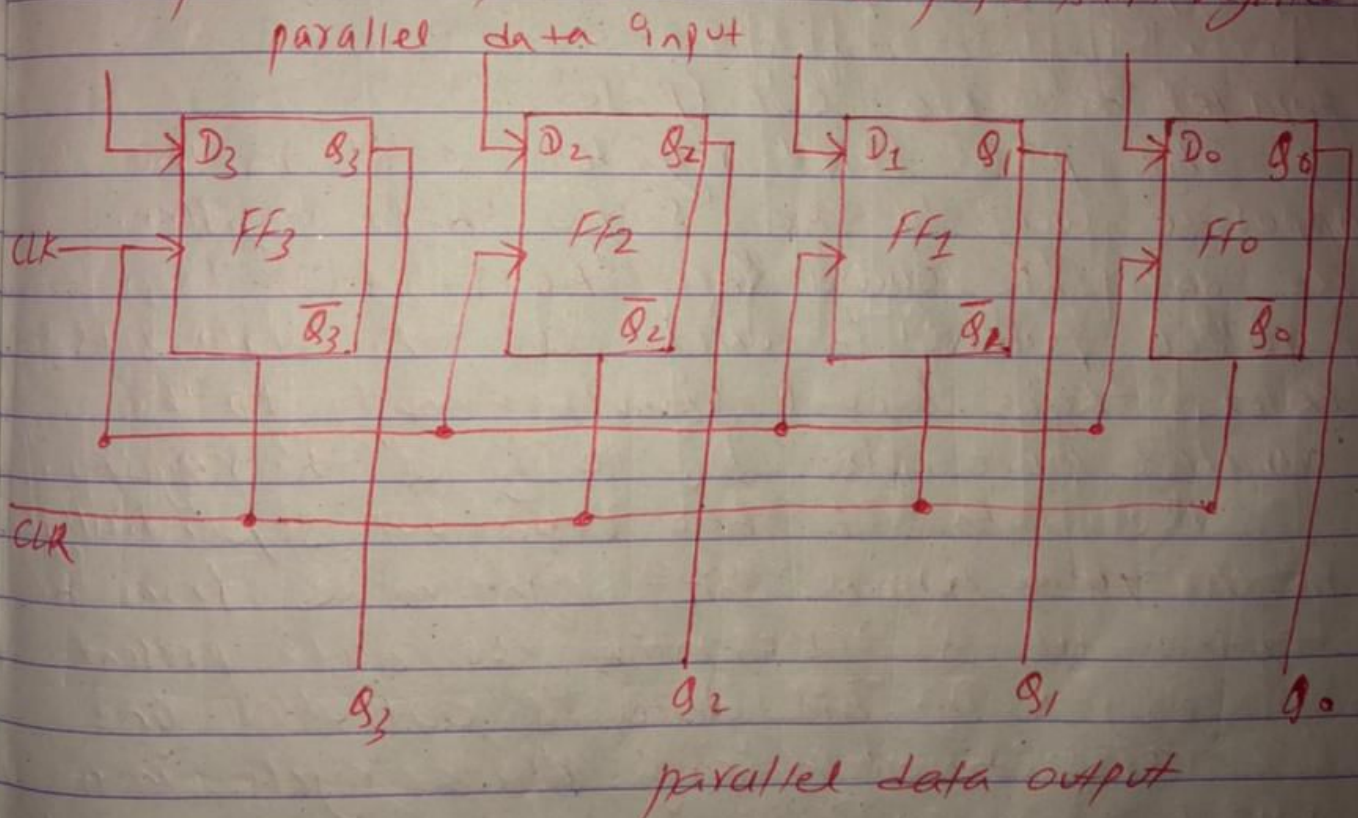 parallel data Input
D3 Q3 D2 Q2 D1 Q1 D0 Q0
CLK FF3 FF2 FF1 FF0
Q̅3 Q̅2 Q̅0
CLR
Q3 Q2 Q1 Q0
parallel data output